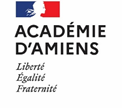 ACADÉMIE
D'AMIENS
Liberté
Égalité
Fraternité